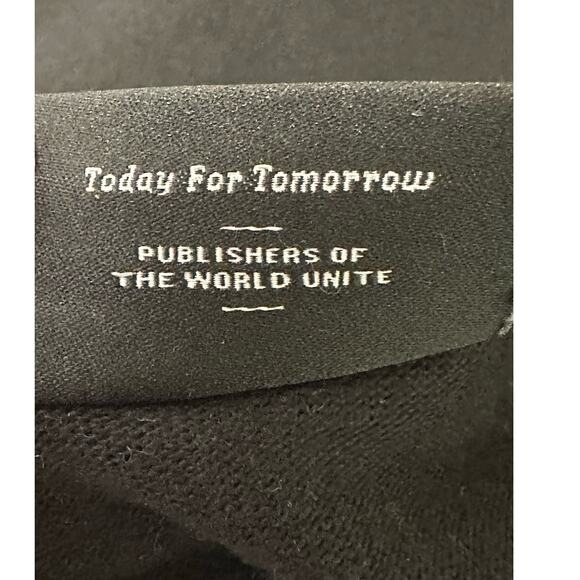 Today For Tomorrow
PUBLISHERS OF
THE WORLD UNITE